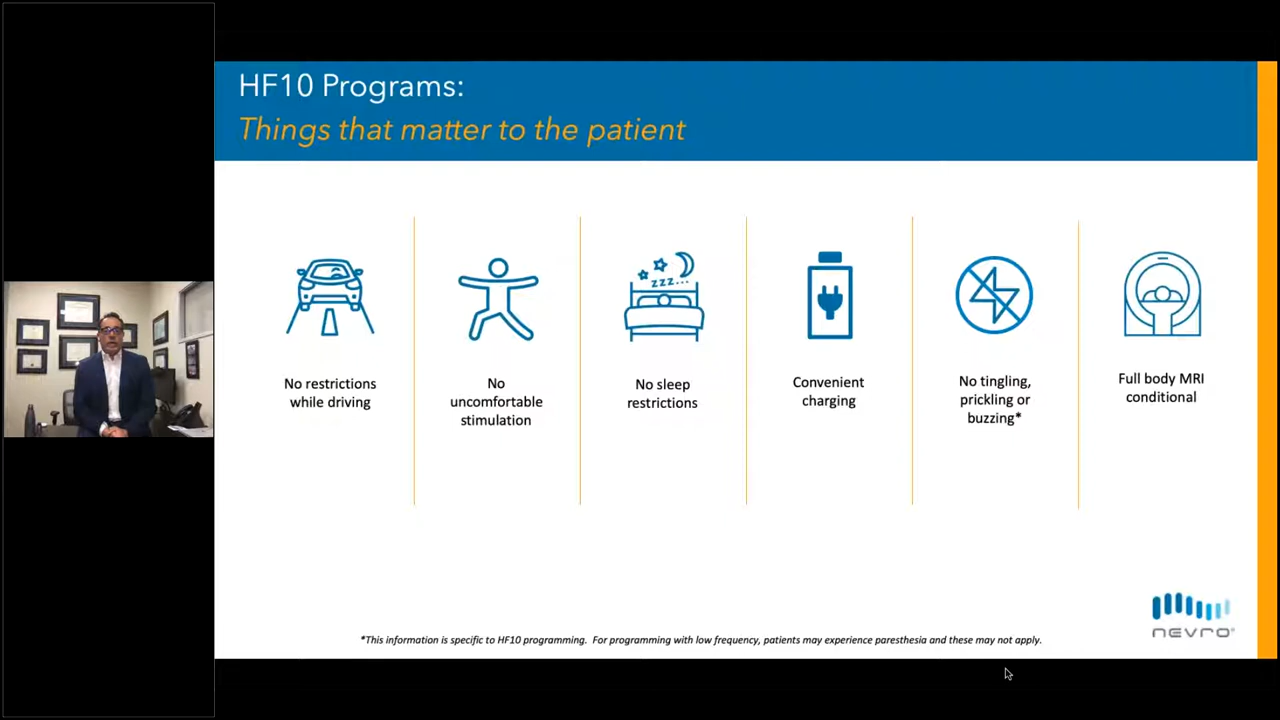 HF10 Programs:
Things that matter to the patient
zzz...
No restrictions
while driving
No
uncomfortable
stimulation
No sleep
restrictions
Convenient
charging
No tingling,
prickling or
buzzing*
Full body MRI
conditional
nevro®
*This information is specific to HF10 programming. For programming with low frequency, patients may experience paresthesia and these may not apply.